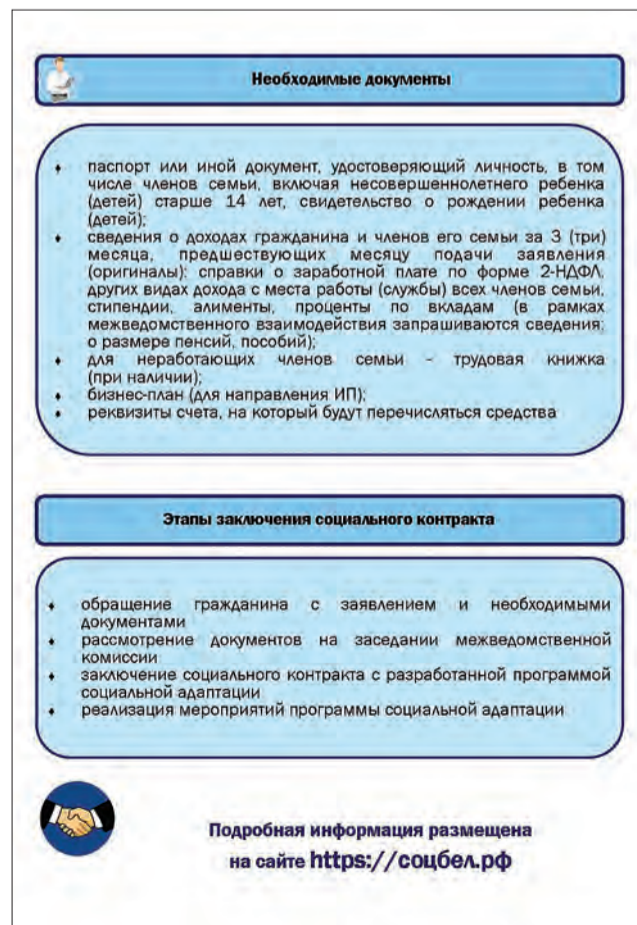 Необходимые документы
♦ паспорт или иной документ, удостоверяющий личность, в том
числе членов семьи, включая несовершеннолетнего ребенка
(детей) старше 14 лет, свидетельство о рождении ребенка
(детей);
♦ сведения о доходах гражданина и членов его семьи за 3 (три)
месяца, предшествующих месяцу подачи заявления
(оригиналы): справки о заработной плате по форме 2-НДФЛ,
других видах дохода с места работы (службы) всех членов семьи,
стипендии, алименты, проценты по вкладам (в рамках
межведомственного взаимодействия запрашиваются сведения:
о размере пенсий, пособий);
♦ для неработающих членов семьи - трудовая книжка
(при наличии);
♦ бизнес-план (для направления ИП);
♦ реквизиты счета, на который будут перечисляться средства
Этапы заключения социального контракта
♦ обращение гражданина с заявлением и необходимыми
документами
♦ рассмотрение документов на заседании межведомственной
комиссии
♦ заключение социального контракта с разработанной программой
социальной адаптации
♦ реализация мероприятий программы социальной адаптации
Подробная информация размещена
на сайте https://соцбел.рф